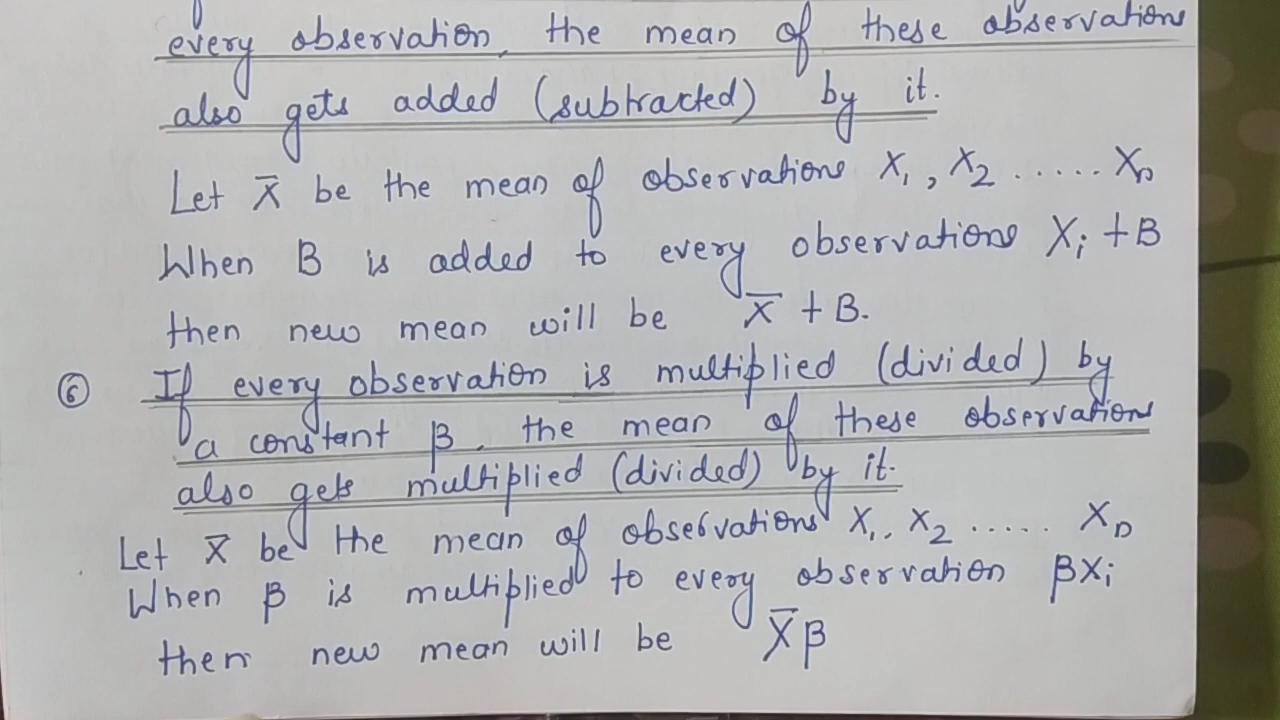 every observation, the mean of these observations
also gets added (subtracted) by it.
Let X̄ be the mean of observations X₁, X₂ ...... Xₙ
When B is added to every observations Xᵢ + B
then new mean will be X̄ + B.
⑥ If every observation is multiplied (divided) by
a constant β, the mean of these observations
also gets multiplied (divided) by it.
Let X̄ be the mean of observations X₁, X₂ ...... Xₙ
When β is multiplied to every observation βXᵢ
then new mean will be X̄β